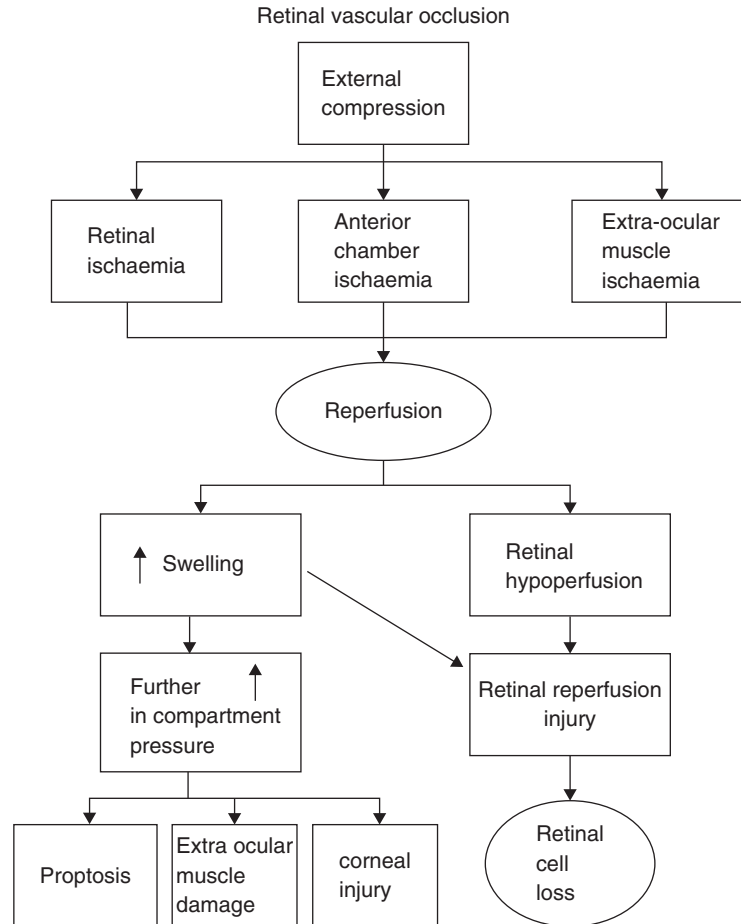 Retinal vascular occlusion
External
compression
Retinal
ischaemia
Anterior
chamber
ischaemia
Extra-ocular
muscle
ischaemia
Reperfusion
Swelling
Retinal
hypoperfusion
Further
in compartment
pressure
Retinal reperfusion
injury
Proptosis
Extra ocular
muscle
damage
corneal
injury
Retinal
cell
loss